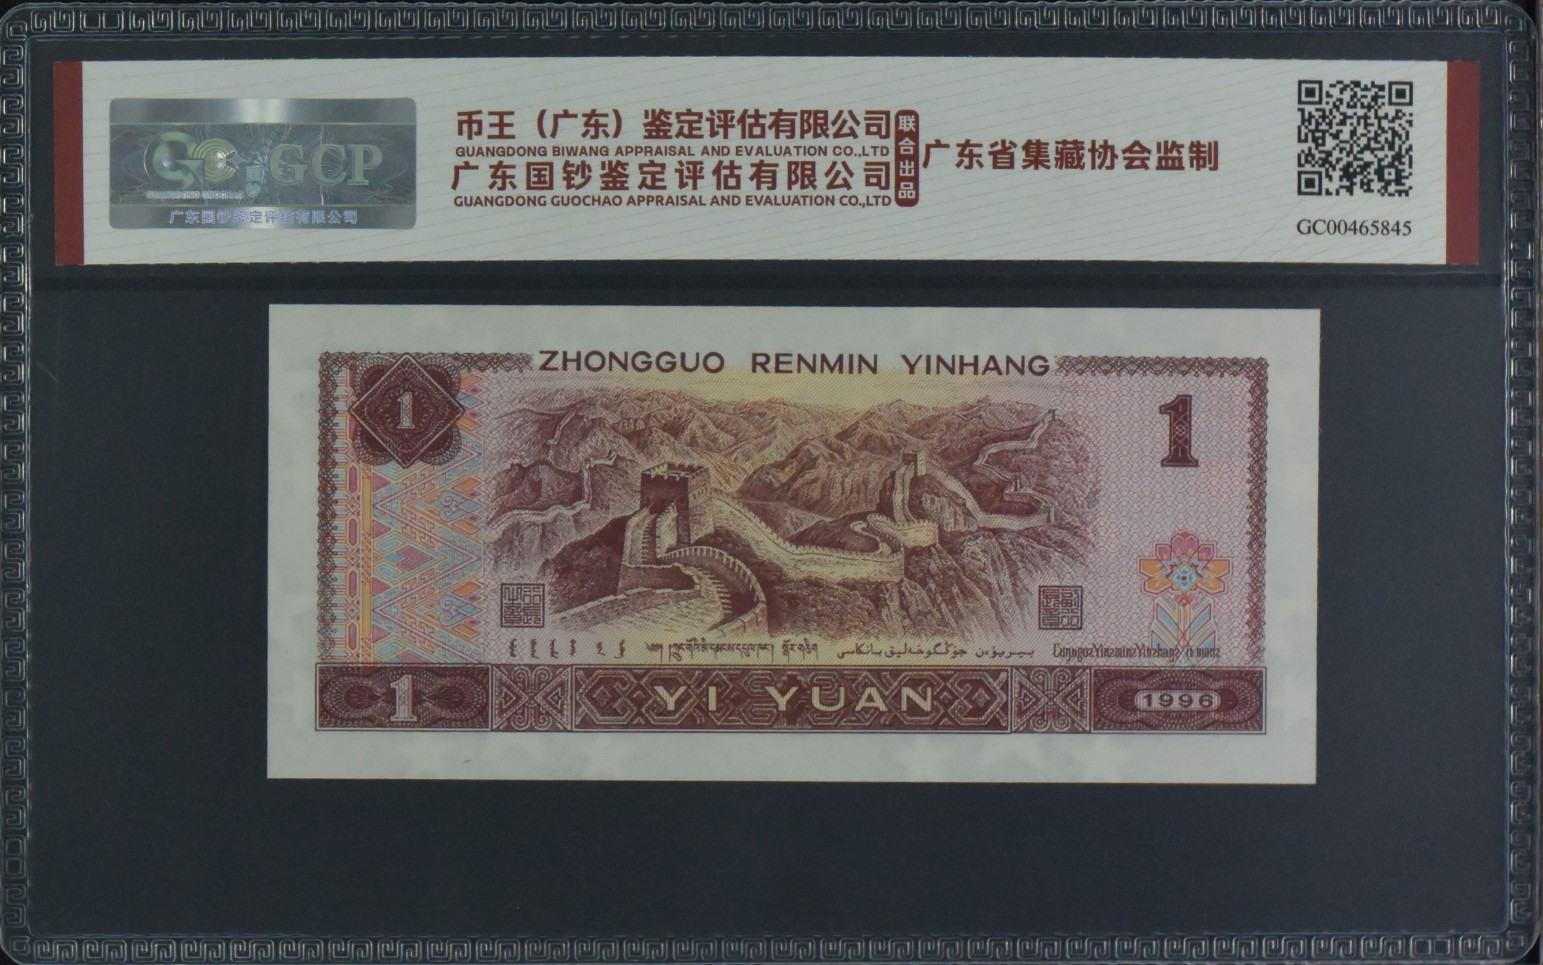 GCP
广东国钞鉴定评估有限公司
币王（广东）鉴定评估有限公司
GUANGDONG BIWANG APPRAISAL AND EVALUATION CO.,LTD
广东国钞鉴定评估有限公司
GUANGDONG GUOCHAO APPRAISAL AND EVALUATION CO.,LTD
联合出品
广东省集藏协会监制
GC00465845
ZHONGGUO RENMIN YINHANG
1
1
1
YI YUAN
1996